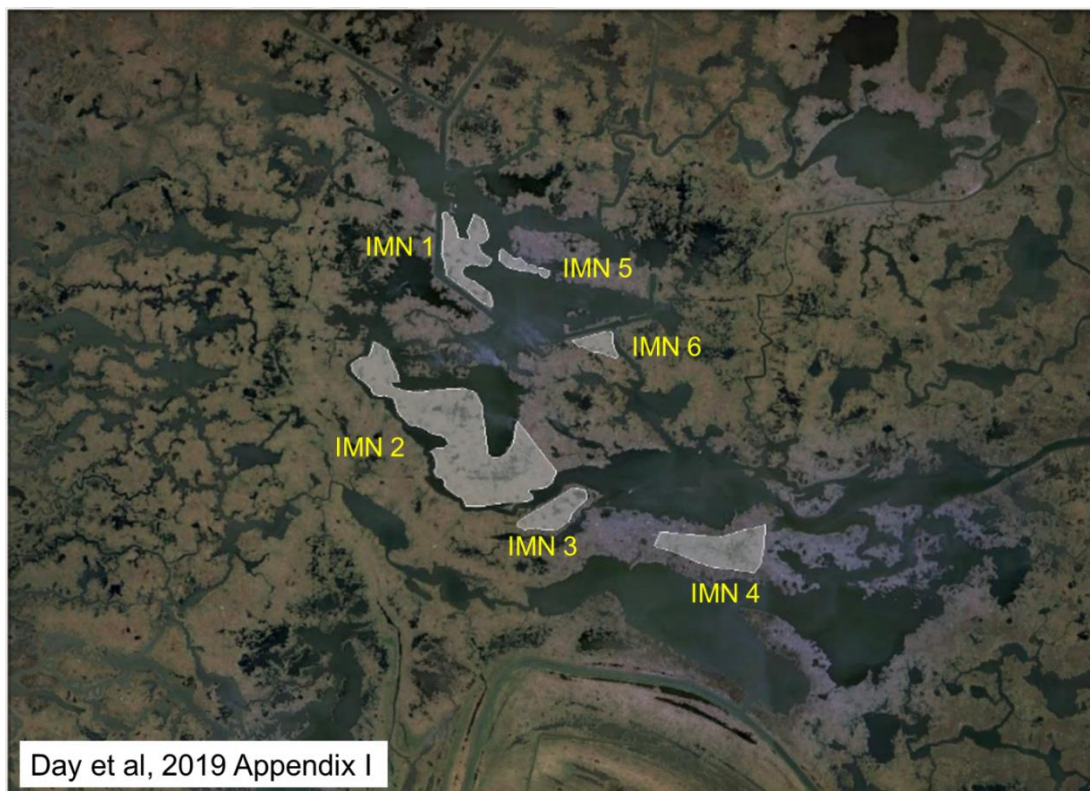 IMN 1
IMN 5
IMN 6
IMN 2
IMN 3
IMN 4
Day et al, 2019 Appendix I